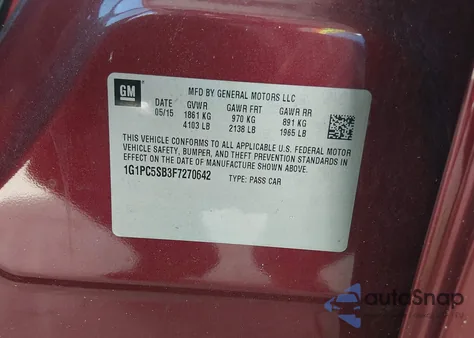 GM
MFD BY GENERAL MOTORS LLC
DATE GVWR GAWR FRT GAWR RR
05/15 1861 KG 970 KG 891 KG
4103 LB 2138 LB 1965 LB
THIS VEHICLE CONFORMS TO ALL APPLICABLE U.S. FEDERAL MOTOR
VEHICLE SAFETY, BUMPER, AND THEFT PREVENTION STANDARDS IN
EFFECT ON THE DATE OF MANUFACTURE SHOWN ABOVE.
1G1PC5SB3F7270642 TYPE: PASS CAR
autoSnap